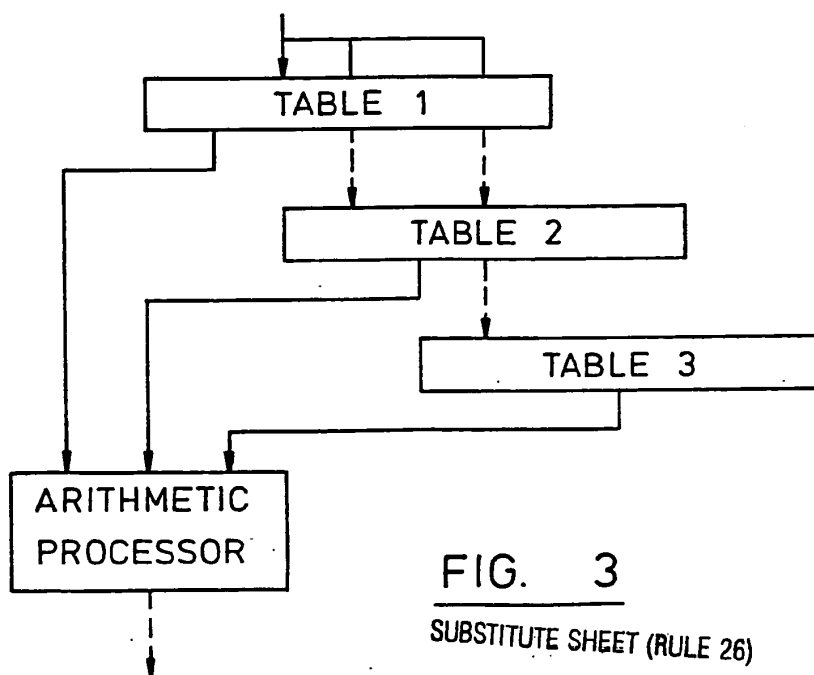 TABLE 1
TABLE 2
TABLE 3
ARITHMETIC
PROCESSOR
FIG. 3
SUBSTITUTE SHEET (RULE 26)